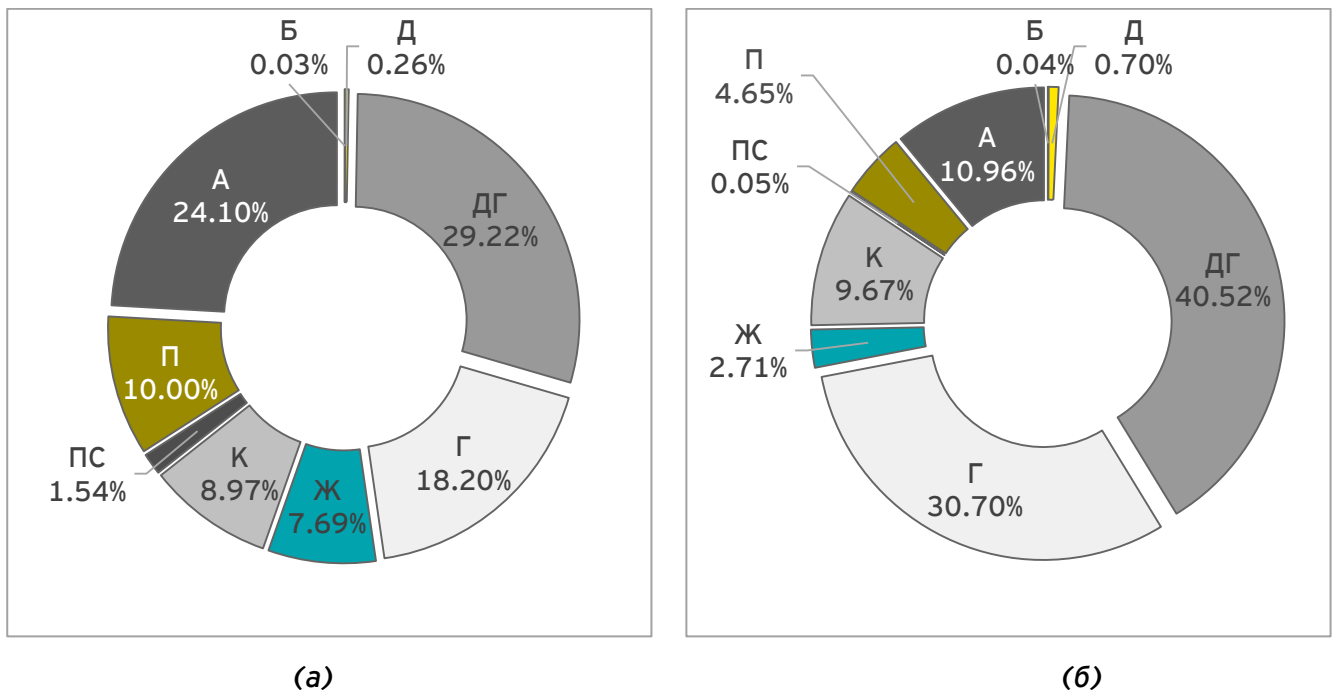 Б
0.03%
Д
0.26%
ДГ
29.22%
Г
18.20%
Ж
7.69%
К
8.97%
ПС
1.54%
П
10.00%
А
24.10%
(а)
Б
0.04%
Д
0.70%
ДГ
40.52%
Г
30.70%
Ж
2.71%
К
9.67%
ПС
0.05%
П
4.65%
А
10.96%
(б)